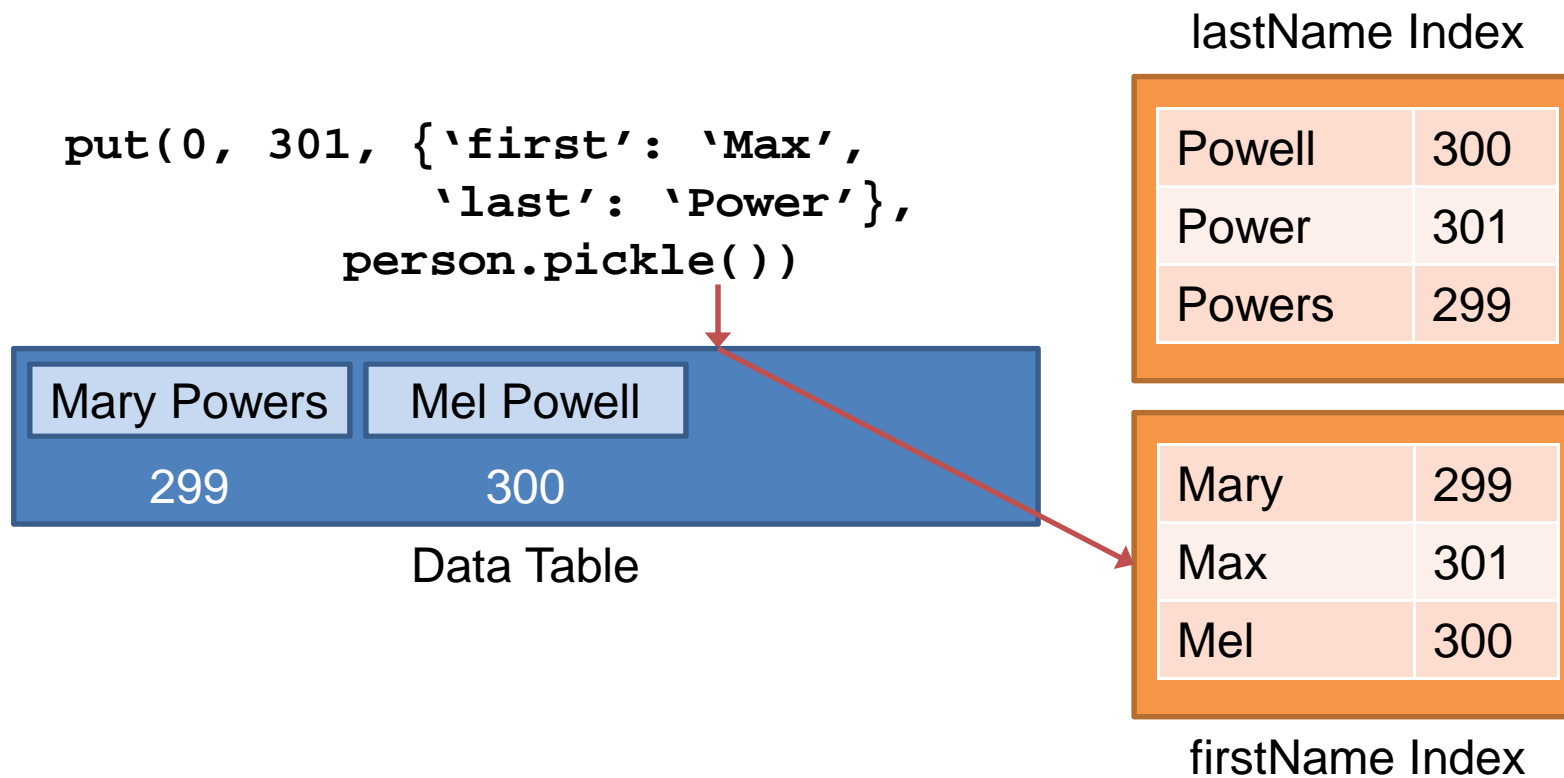 lastName Index
put(0, 301, {‘first’: ‘Max’,
‘last’: ‘Power’},
person.pickle())
Powell 300
Power 301
Powers 299
Mary Powers Mel Powell
299 300
Data Table
Mary 299
Max 301
Mel 300
firstName Index